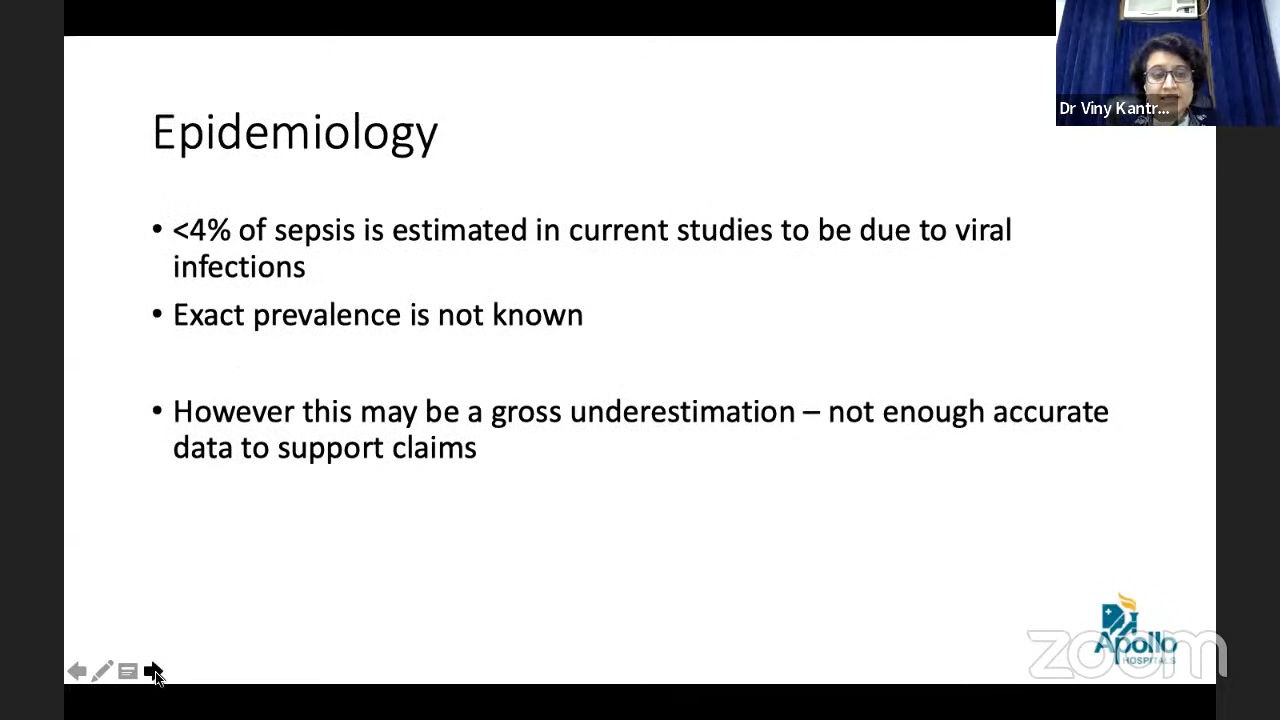 Dr Viny Kantr...
Epidemiology
• <4% of sepsis is estimated in current studies to be due to viral
infections
• Exact prevalence is not known
• However this may be a gross underestimation – not enough accurate
data to support claims
Apollo
HOSPITALS
zoom